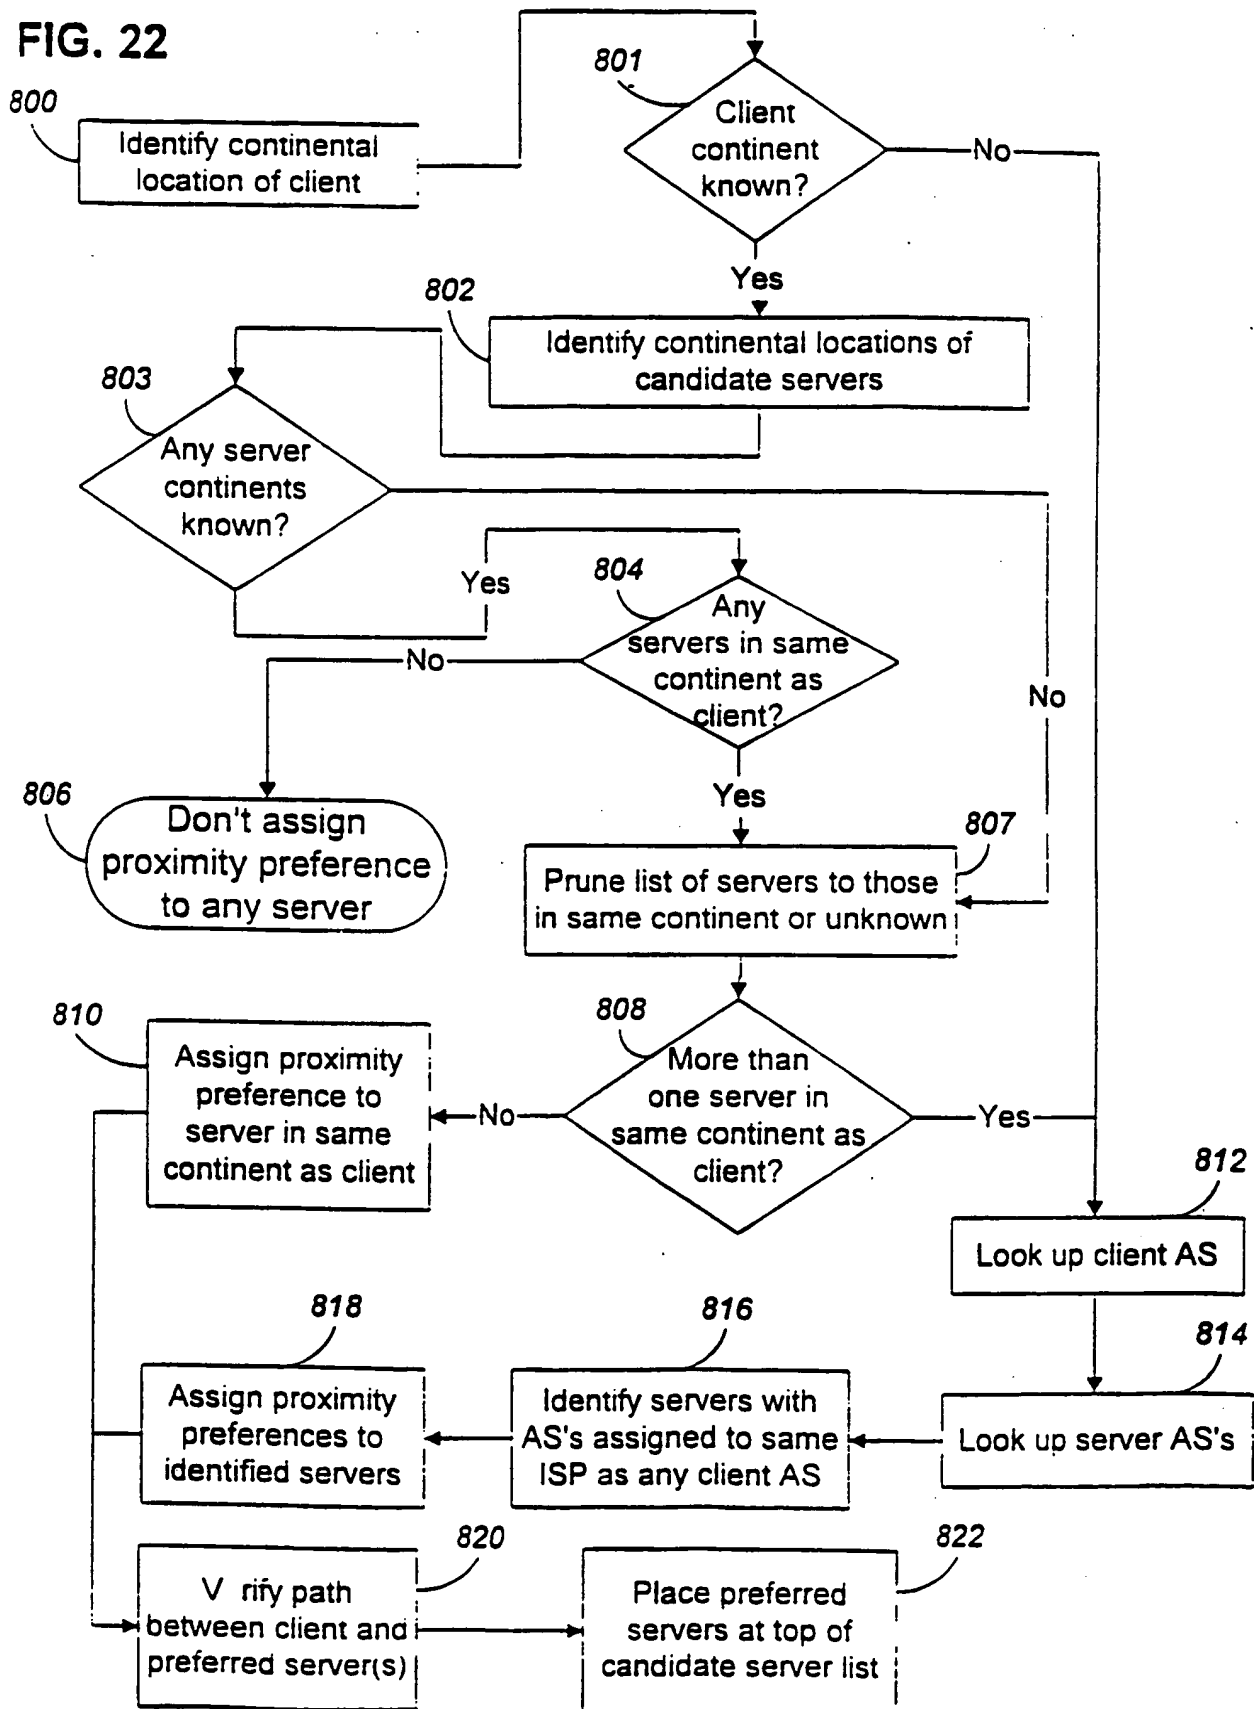 FIG. 22
800
Identify continental
location of client
801
Client
continent
known?
No
Yes
802
Identify continental locations of
candidate servers
803
Any server
continents
known?
Yes
804
Any
servers in same
continent as
client?
No
No
Yes
806
Don't assign
proximity preference
to any server
807
Prune list of servers to those
in same continent or unknown
808
More than
one server in
same continent as
client?
No
Yes
810
Assign proximity
preference to
server in same
continent as client
812
Look up client AS
814
Look up server AS's
816
Identify servers with
AS's assigned to same
ISP as any client AS
818
Assign proximity
preferences to
identified servers
820
V rify path
between client and
preferred server(s)
822
Place preferred
servers at top of
candidate server list